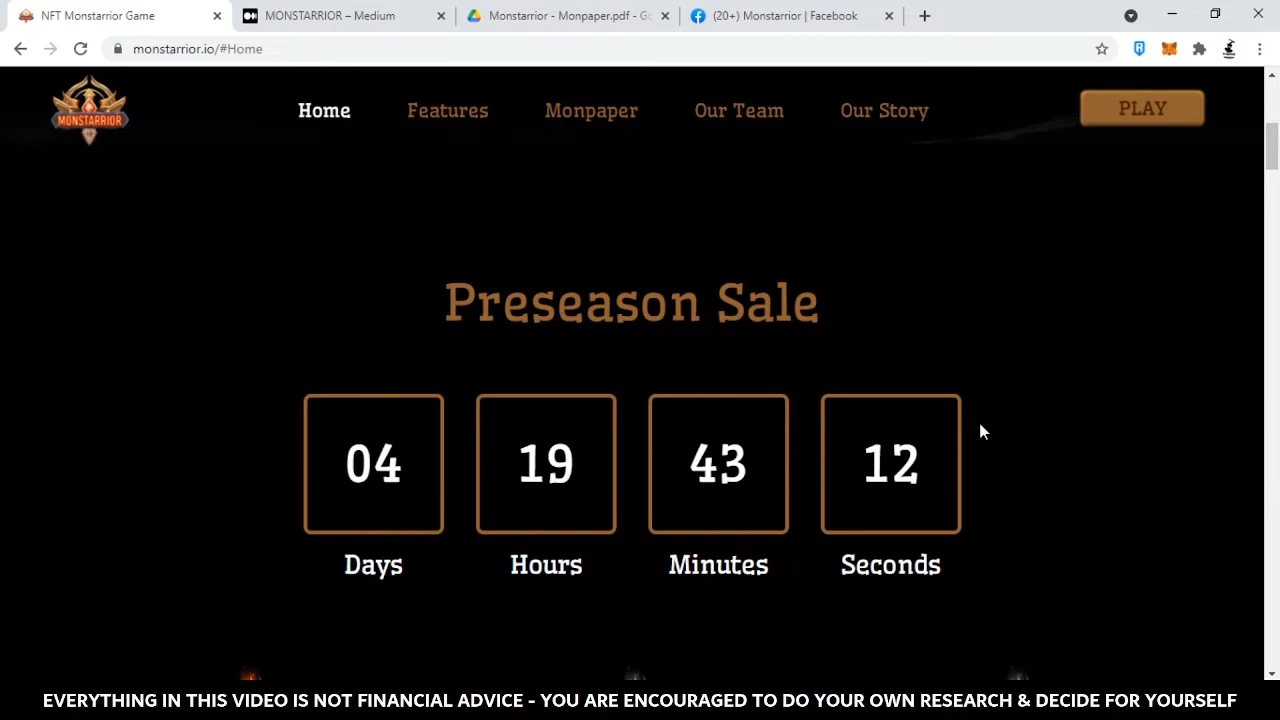 NFT Monstarrior Game
MONSTARRIOR – Medium
Monstarrior - Monpaper.pdf - Go
(20+) Monstarrior | Facebook
monstarrior.io/#Home
MONSTARRIOR
Home
Features
Monpaper
Our Team
Our Story
PLAY
Preseason Sale
04
19
43
12
Days
Hours
Minutes
Seconds
EVERYTHING IN THIS VIDEO IS NOT FINANCIAL ADVICE - YOU ARE ENCOURAGED TO DO YOUR OWN RESEARCH & DECIDE FOR YOURSELF